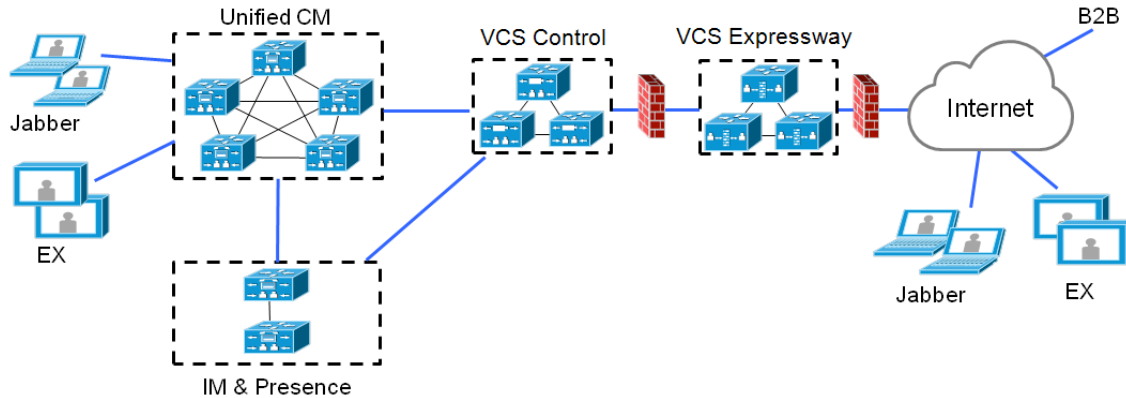 Unified CM
VCS Control
VCS Expressway
B2B
Jabber
Internet
EX
IM & Presence
Jabber
EX